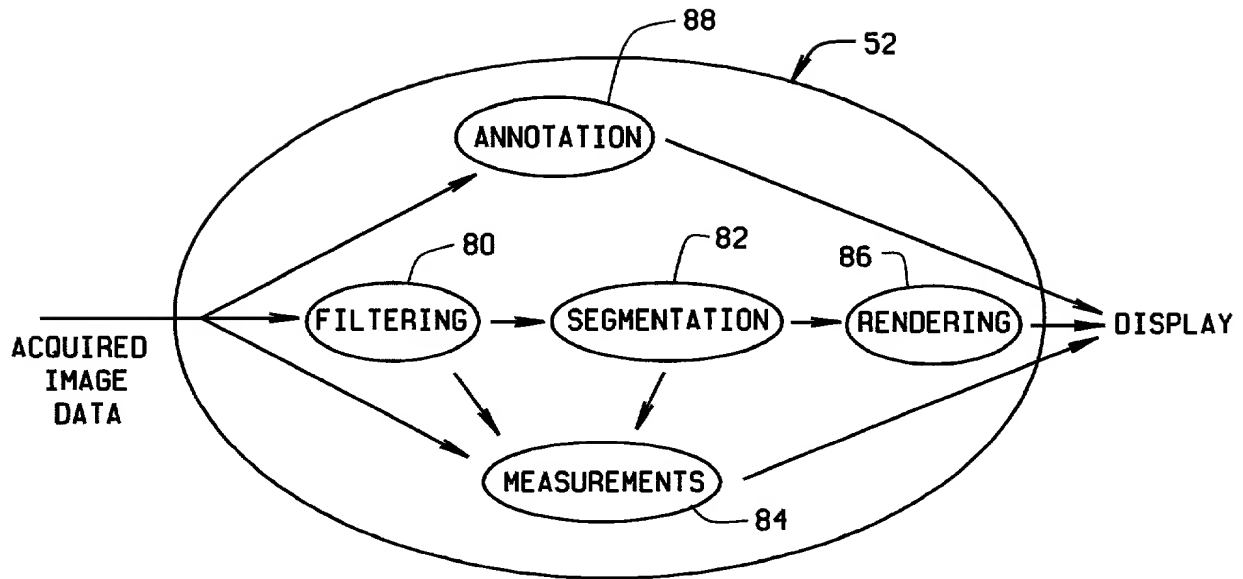 88
52
ANNOTATION
80
82
86
FILTERING
SEGMENTATION
RENDERING
DISPLAY
ACQUIRED
IMAGE
DATA
MEASUREMENTS
84